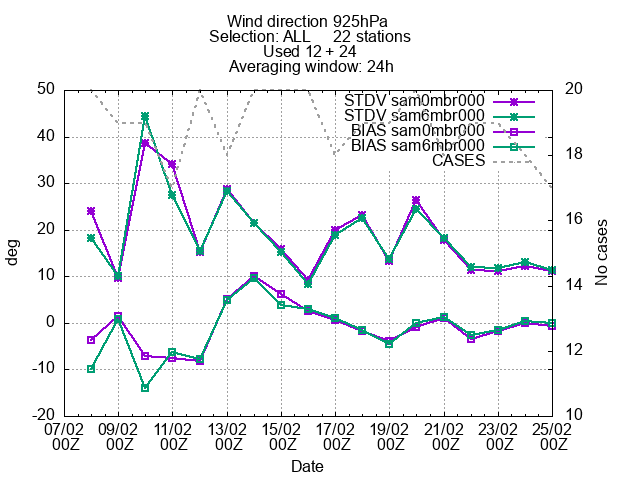 Wind direction 925hPa
Selection: ALL 22 stations
Used 12 + 24
Averaging window: 24h
STDV sam0mbr000
STDV sam6mbr000
BIAS sam0mbr000
BIAS sam6mbr000
CASES
50
40
30
20
10
0
-10
-20
deg
20
18
16
14
12
10
No cases
07/02 09/02 11/02 13/02 15/02 17/02 19/02 21/02 23/02 25/02
00Z 00Z 00Z 00Z 00Z 00Z 00Z 00Z 00Z 00Z
Date